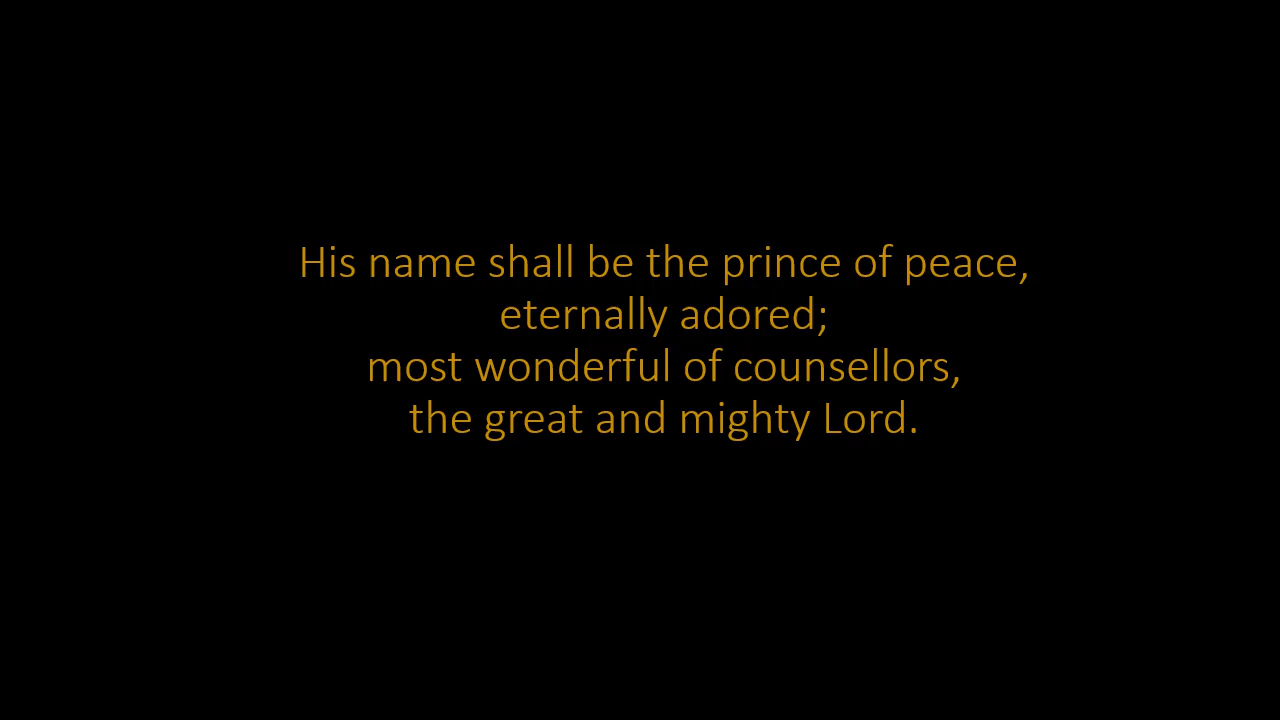 His name shall be the prince of peace,
eternally adored;
most wonderful of counsellors,
the great and mighty Lord.